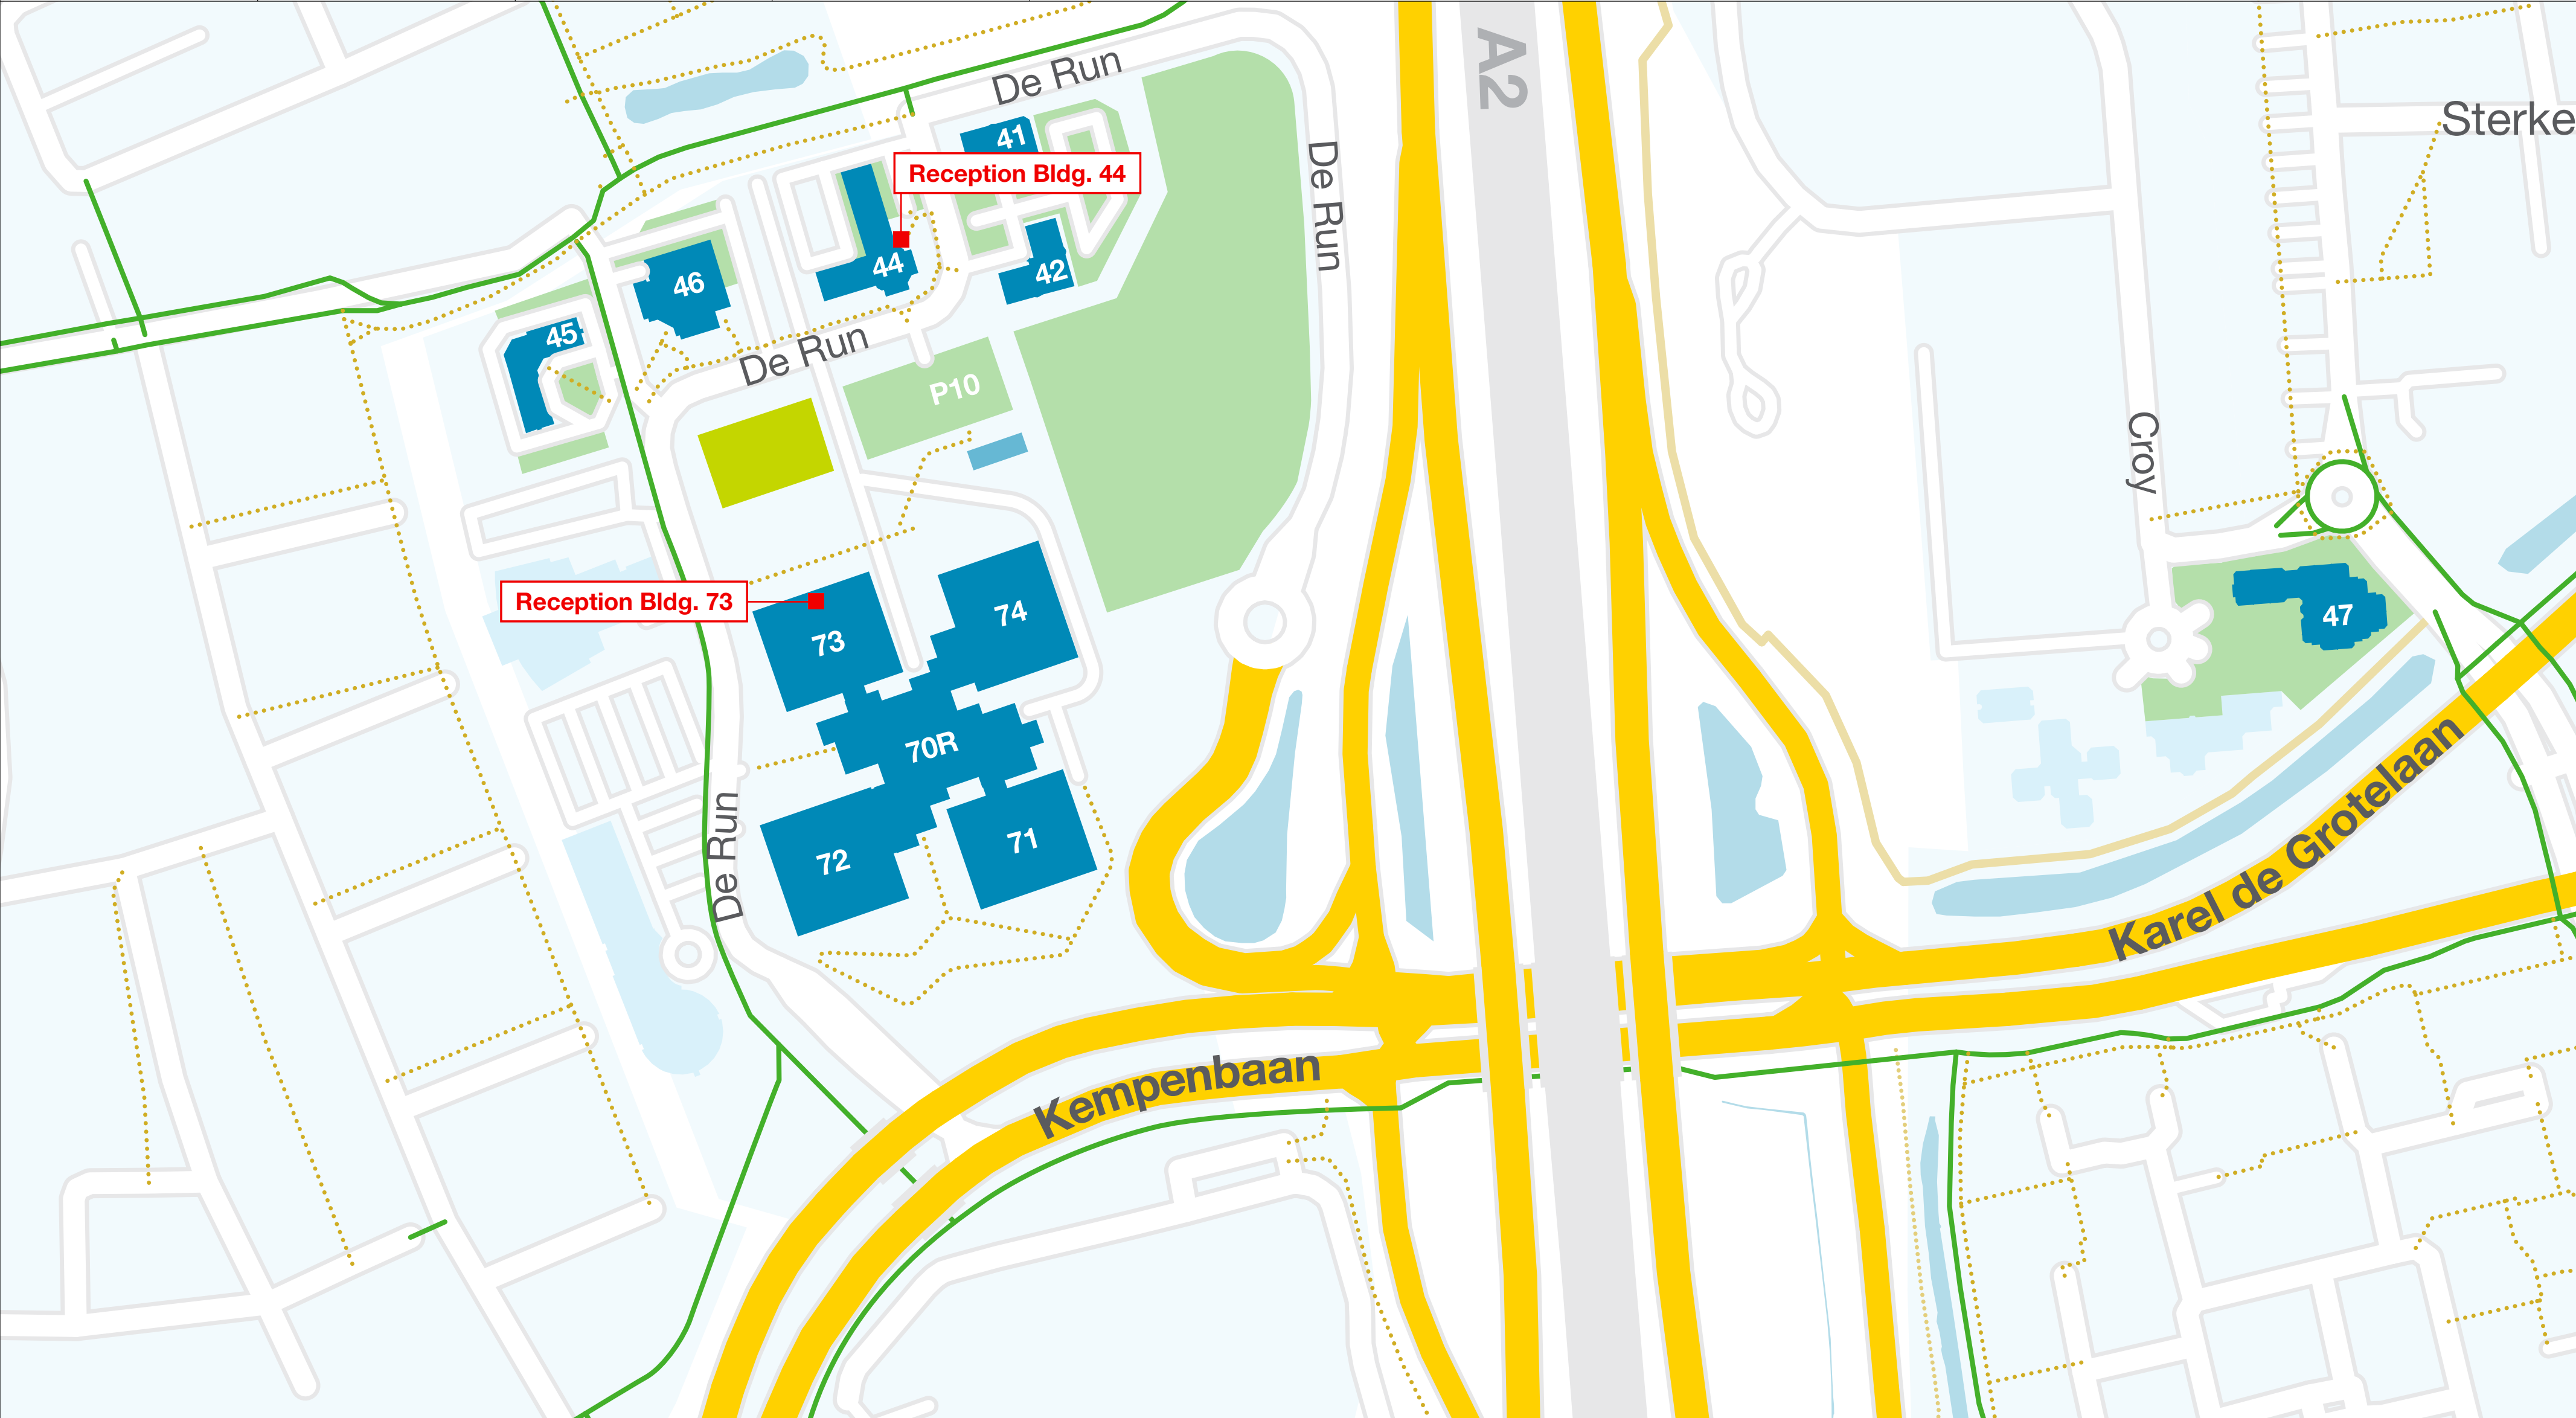 A2
De Run
Sterke
41
Reception Bldg. 44
De Run
44
42
46
45
De Run
P10
Croy
Reception Bldg. 73
73
74
47
70R
De Run
72
71
Karel de Grotelaan
Kempenbaan